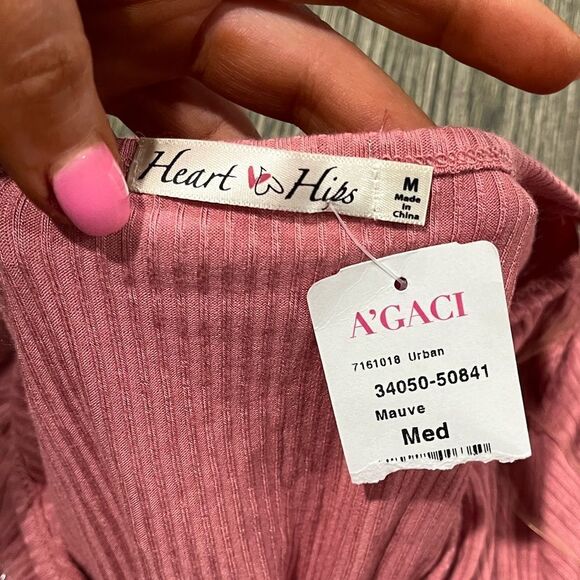 Heart Hips
M
Made
In
China
A'GACI
7161018 Urban
34050-50841
Mauve
Med